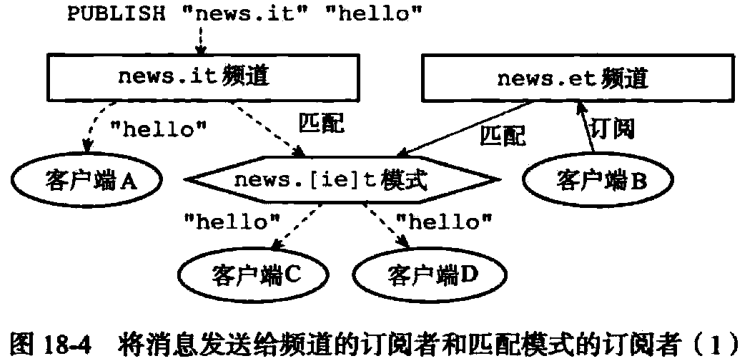 PUBLISH "news.it" "hello"
news.it频道
news.et频道
"hello"
匹配
匹配
订阅
客户端A
news.[ie]t模式
客户端B
"hello"
"hello"
客户端C
客户端D
图 18-4 将消息发送给频道的订阅者和匹配模式的订阅者（1）